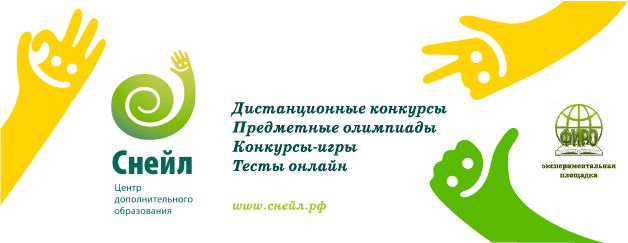 Снейл
Центр
дополнительного
образования
Дистанционные конкурсы
Предметные олимпиады
Конкурсы-игры
Тесты онлайн
www.снейл.рф
ФИРО
экспериментальная
площадка